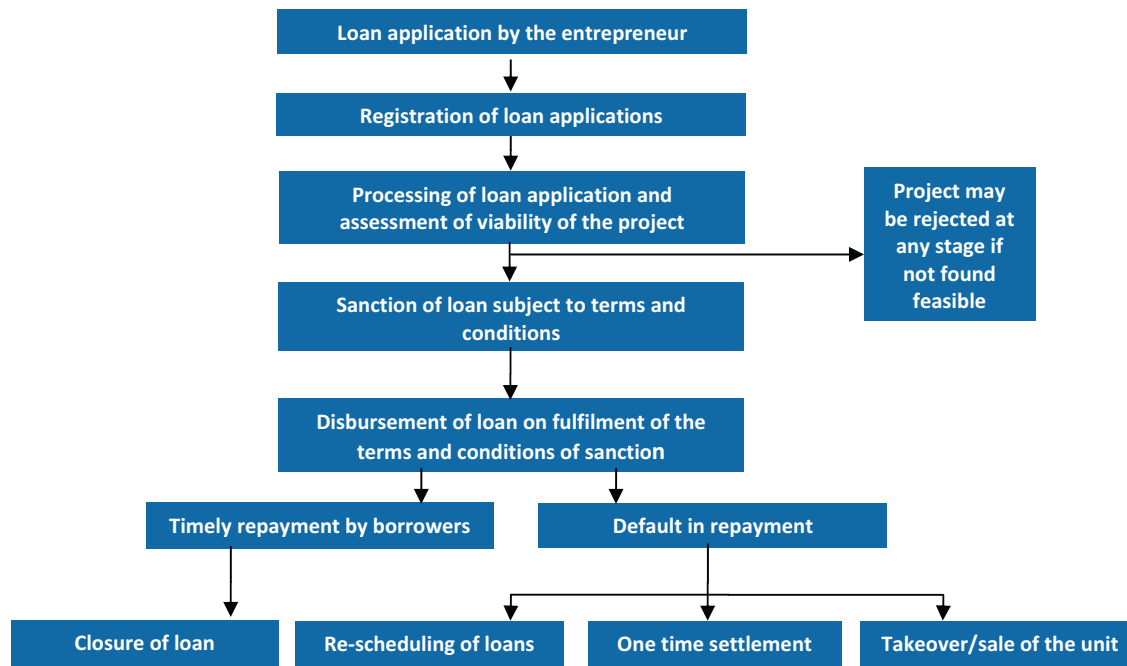 Loan application by the entrepreneur
Registration of loan applications
Processing of loan application and
assessment of viability of the project
Project may
be rejected at
any stage if
not found
feasible
Sanction of loan subject to terms and
conditions
Disbursement of loan on fulfilment of the
terms and conditions of sanction
Timely repayment by borrowers
Default in repayment
Closure of loan
Re-scheduling of loans
One time settlement
Takeover/sale of the unit